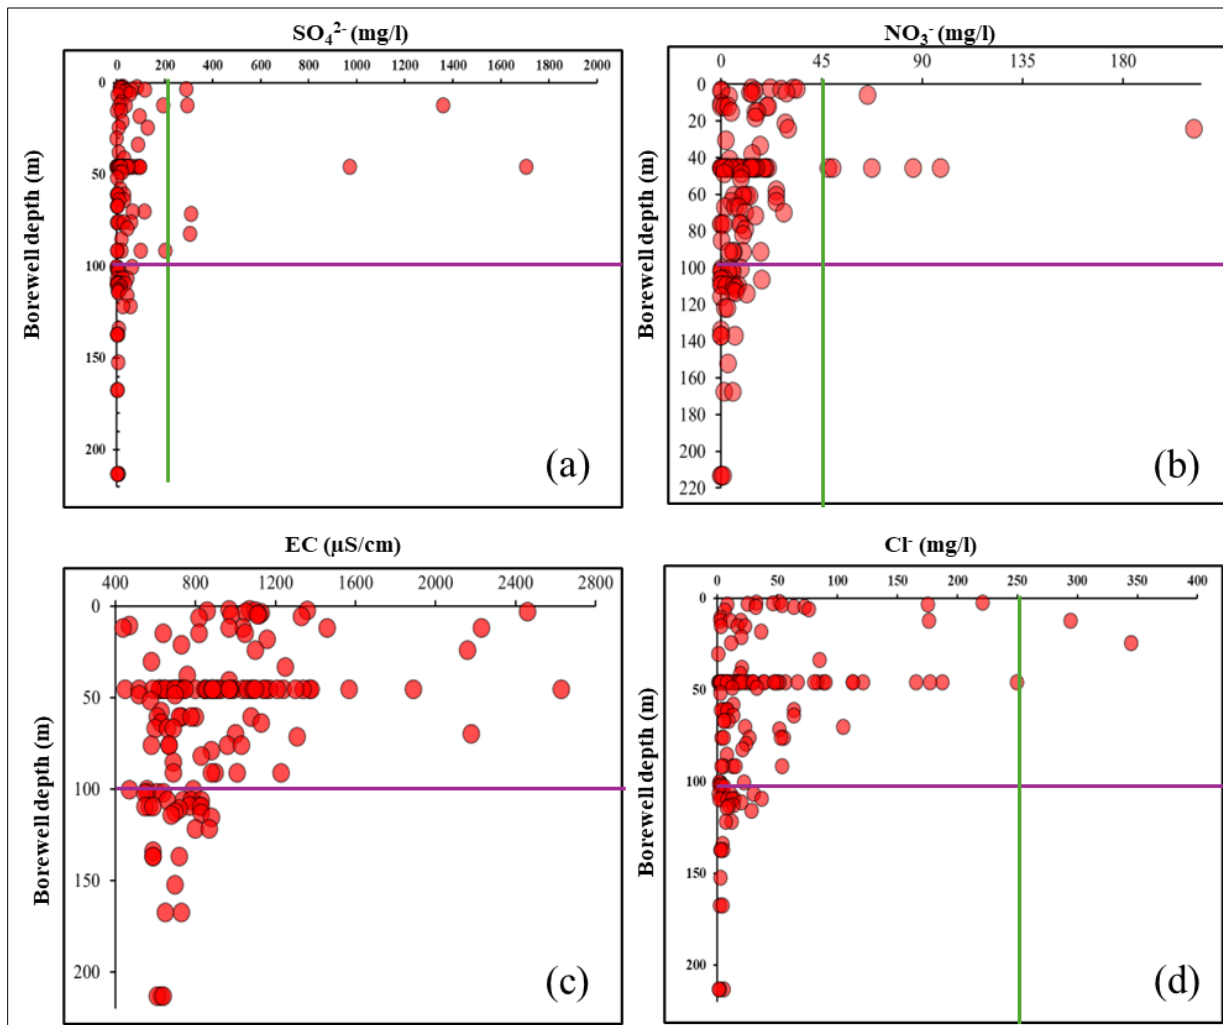 SO₄²⁻ (mg/l)
0 200 400 600 800 1000 1200 1400 1600 1800 2000
0
50
100
150
200
Borewell depth (m)
(a)
NO₃⁻ (mg/l)
0 45 90 135 180
0
20
40
60
80
100
120
140
160
180
200
220
Borewell depth (m)
(b)
EC (µS/cm)
400 800 1200 1600 2000 2400 2800
0
50
100
150
200
Borewell depth (m)
(c)
Cl⁻ (mg/l)
0 50 100 150 200 250 300 350 400
0
50
100
150
200
Borewell depth (m)
(d)